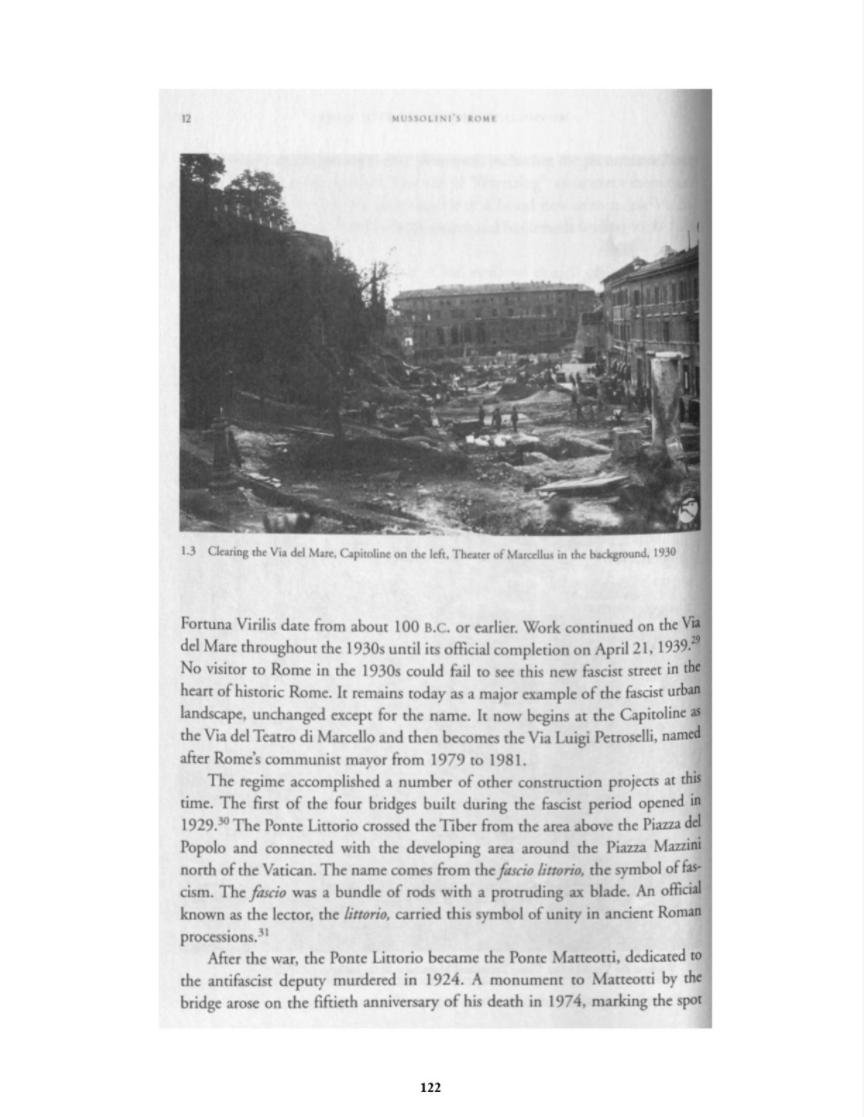 12 MUSSOLINI'S ROME
1.3 Clearing the Via del Mare, Capitoline on the left, Theater of Marcellus in the background, 1930
Fortuna Virilis date from about 100 B.C. or earlier. Work continued on the Via
del Mare throughout the 1930s until its official completion on April 21, 1939.29
No visitor to Rome in the 1930s could fail to see this new fascist street in the
heart of historic Rome. It remains today as a major example of the fascist urban
landscape, unchanged except for the name. It now begins at the Capitoline as
the Via del Teatro di Marcello and then becomes the Via Luigi Petroselli, named
after Rome's communist mayor from 1979 to 1981.
The regime accomplished a number of other construction projects at this
time. The first of the four bridges built during the fascist period opened in
1929.30 The Ponte Littorio crossed the Tiber from the area above the Piazza del
Popolo and connected with the developing area around the Piazza Mazzini
north of the Vatican. The name comes from the fascio littorio, the symbol of fas-
cism. The fascio was a bundle of rods with a protruding ax blade. An official
known as the lector, the littorio, carried this symbol of unity in ancient Roman
processions.31
After the war, the Ponte Littorio became the Ponte Matteotti, dedicated to
the antifascist deputy murdered in 1924. A monument to Matteotti by the
bridge arose on the fiftieth anniversary of his death in 1974, marking the spot
122